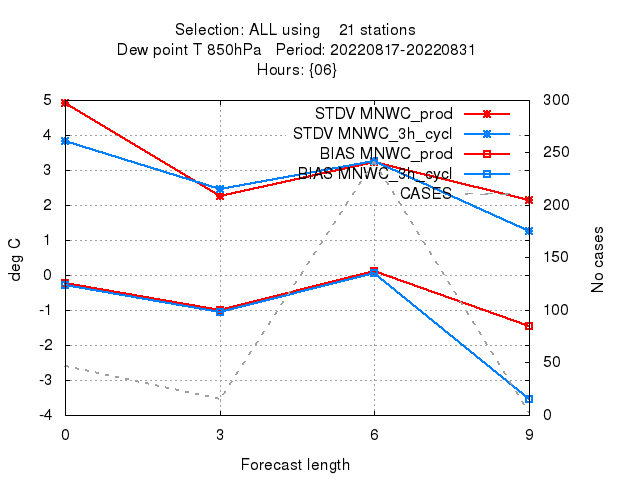 Selection: ALL using    21 stations
Dew point T 850hPa   Period: 20220817-20220831
Hours: {06}
STDV MNWC_prod
STDV MNWC_3h_cycl
BIAS MNWC_prod
BIAS MNWC_3h_cycl
CASES
5
4
3
2
1
0
-1
-2
-3
-4
deg C
300
250
200
150
100
50
0
No cases
0
3
6
9
Forecast length